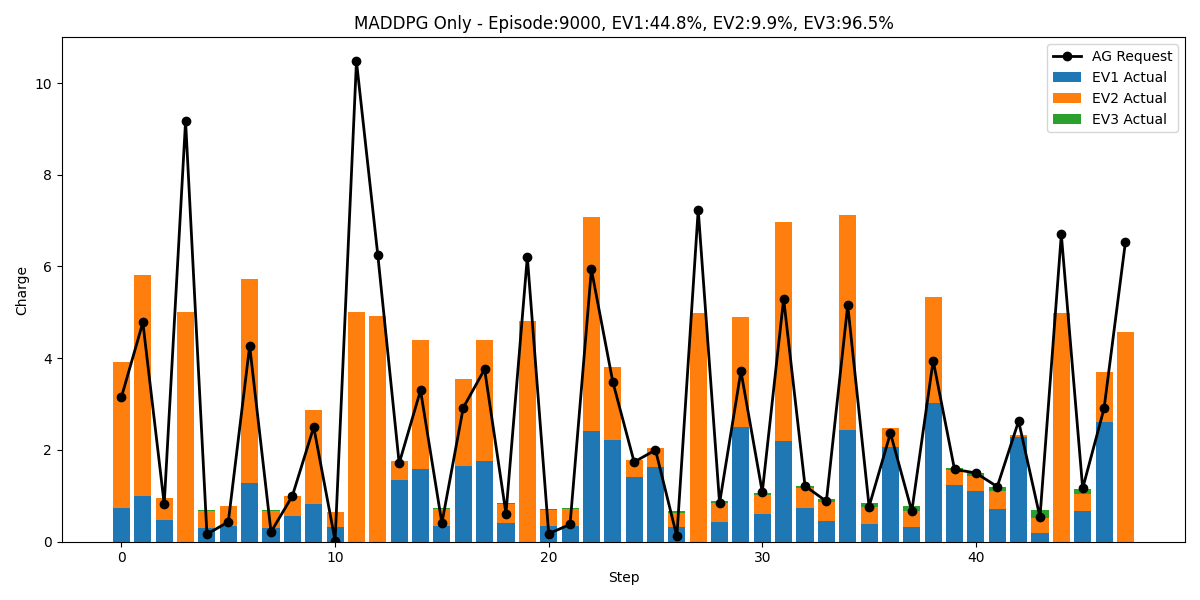 MADDPG Only - Episode:9000, EV1:44.8%, EV2:9.9%, EV3:96.5%
AG Request
EV1 Actual
EV2 Actual
EV3 Actual
10
8
6
4
2
0
Charge
0 10 20 30 40
Step